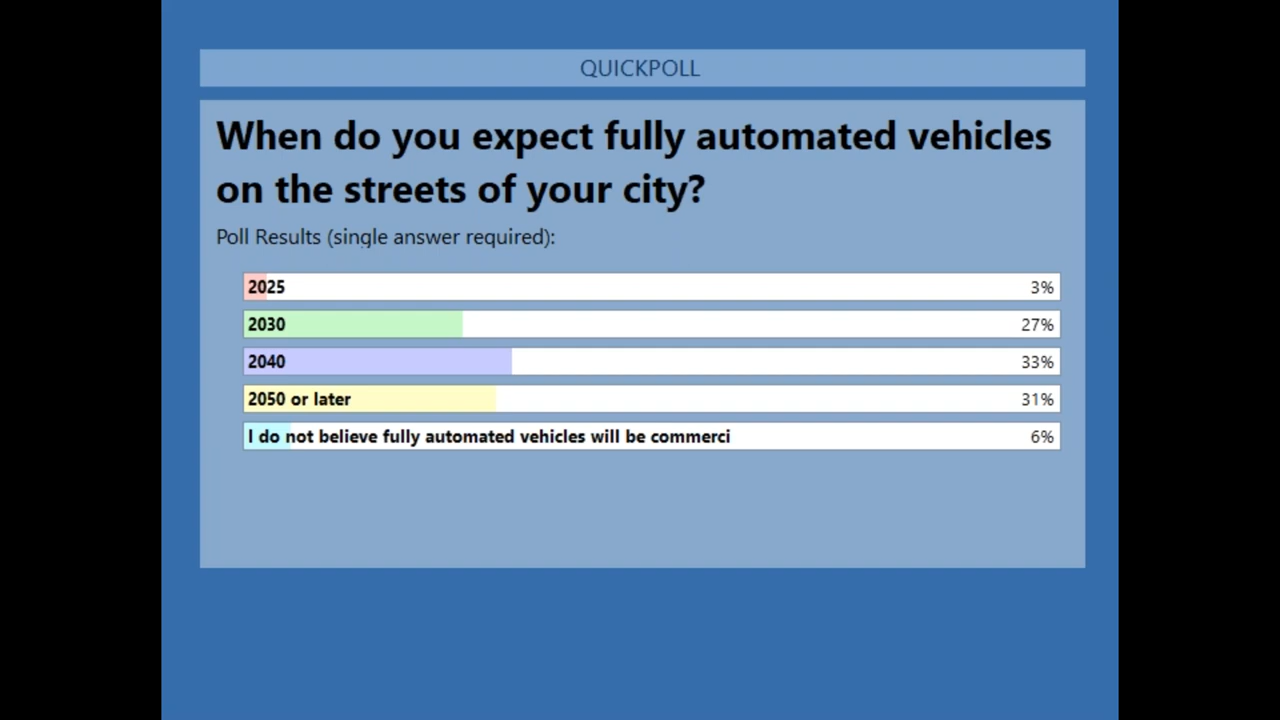 QUICKPOLL
When do you expect fully automated vehicles
on the streets of your city?
Poll Results (single answer required):
2025 3%
2030 27%
2040 33%
2050 or later 31%
I do not believe fully automated vehicles will be commerci 6%